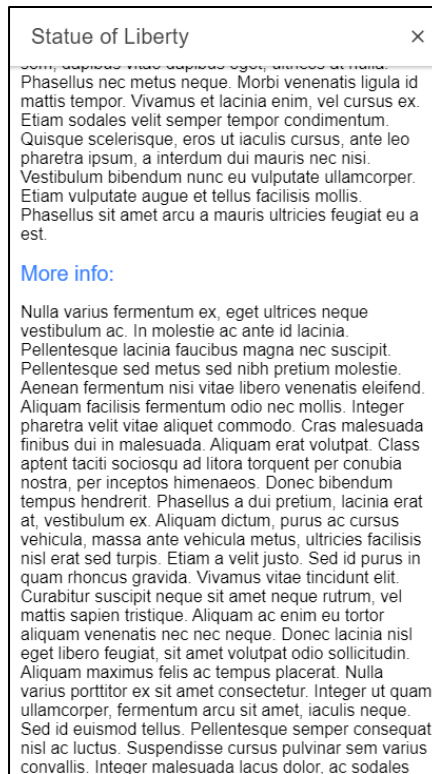 Statue of Liberty ×
sem, dapibus vitae dapibus eget, ultrices at nulla.
Phasellus nec metus neque. Morbi venenatis ligula id
mattis tempor. Vivamus et lacinia enim, vel cursus ex.
Etiam sodales velit semper tempor condimentum.
Quisque scelerisque, eros ut iaculis cursus, ante leo
pharetra ipsum, a interdum dui mauris nec nisi.
Vestibulum bibendum nunc eu vulputate ullamcorper.
Etiam vulputate augue et tellus facilisis mollis.
Phasellus sit amet arcu a mauris ultricies feugiat eu a
est.
More info:
Nulla varius fermentum ex, eget ultrices neque
vestibulum ac. In molestie ac ante id lacinia.
Pellentesque lacinia faucibus magna nec suscipit.
Pellentesque sed metus sed nibh pretium molestie.
Aenean fermentum nisi vitae libero venenatis eleifend.
Aliquam facilisis fermentum odio nec mollis. Integer
pharetra velit vitae aliquet commodo. Cras malesuada
finibus dui in malesuada. Aliquam erat volutpat. Class
aptent taciti sociosqu ad litora torquent per conubia
nostra, per inceptos himenaeos. Donec bibendum
tempus hendrerit. Phasellus a dui pretium, lacinia erat
at, vestibulum ex. Aliquam dictum, purus ac cursus
vehicula, massa ante vehicula metus, ultricies facilisis
nisl erat sed turpis. Etiam a velit justo. Sed id purus in
quam rhoncus gravida. Vivamus vitae tincidunt elit.
Curabitur suscipit neque sit amet neque rutrum, vel
mattis sapien tristique. Aliquam ac enim eu tortor
aliquam venenatis nec nec neque. Donec lacinia nisl
eget libero feugiat, sit amet volutpat odio sollicitudin.
Aliquam maximus felis ac tempus placerat. Nulla
varius porttitor ex sit amet consectetur. Integer ut quam
ullamcorper, fermentum arcu sit amet, iaculis neque.
Sed id euismod tellus. Pellentesque semper consequat
nisl ac luctus. Suspendisse cursus pulvinar sem varius
convallis. Integer malesuada lacus dolor, ac sodales